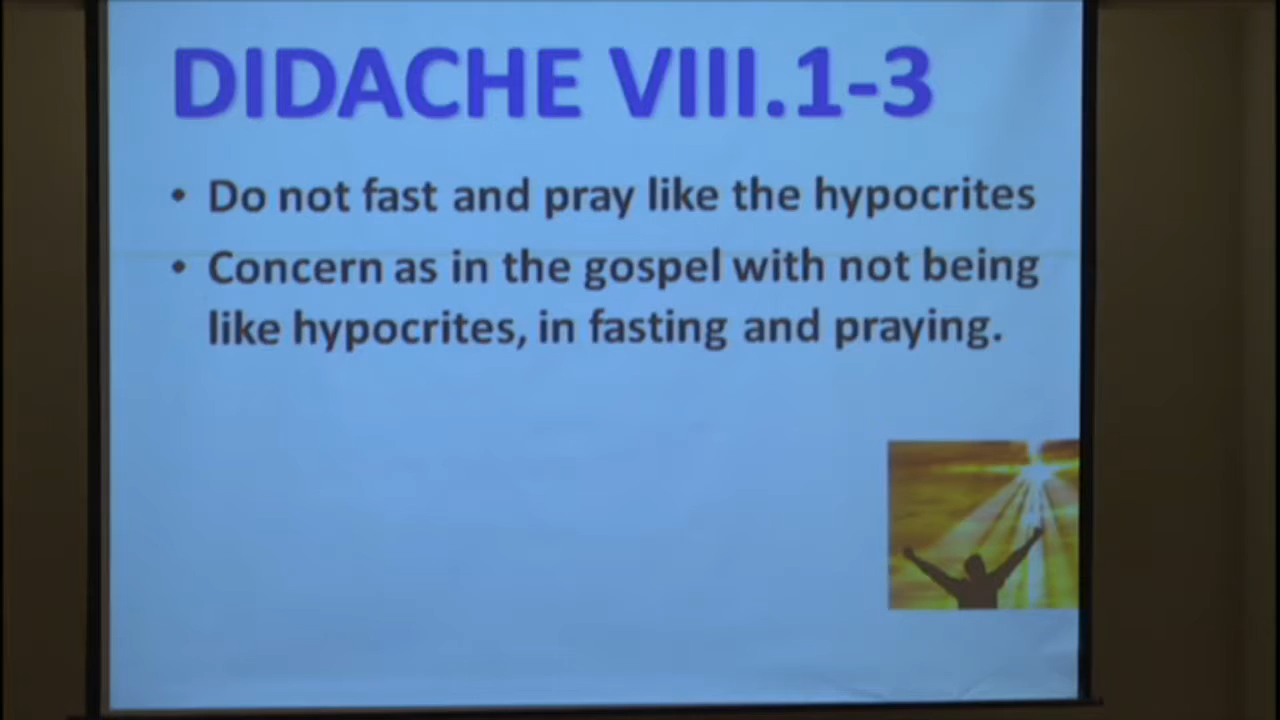 DIDACHE VIII.1-3
• Do not fast and pray like the hypocrites
• Concern as in the gospel with not being
like hypocrites, in fasting and praying.